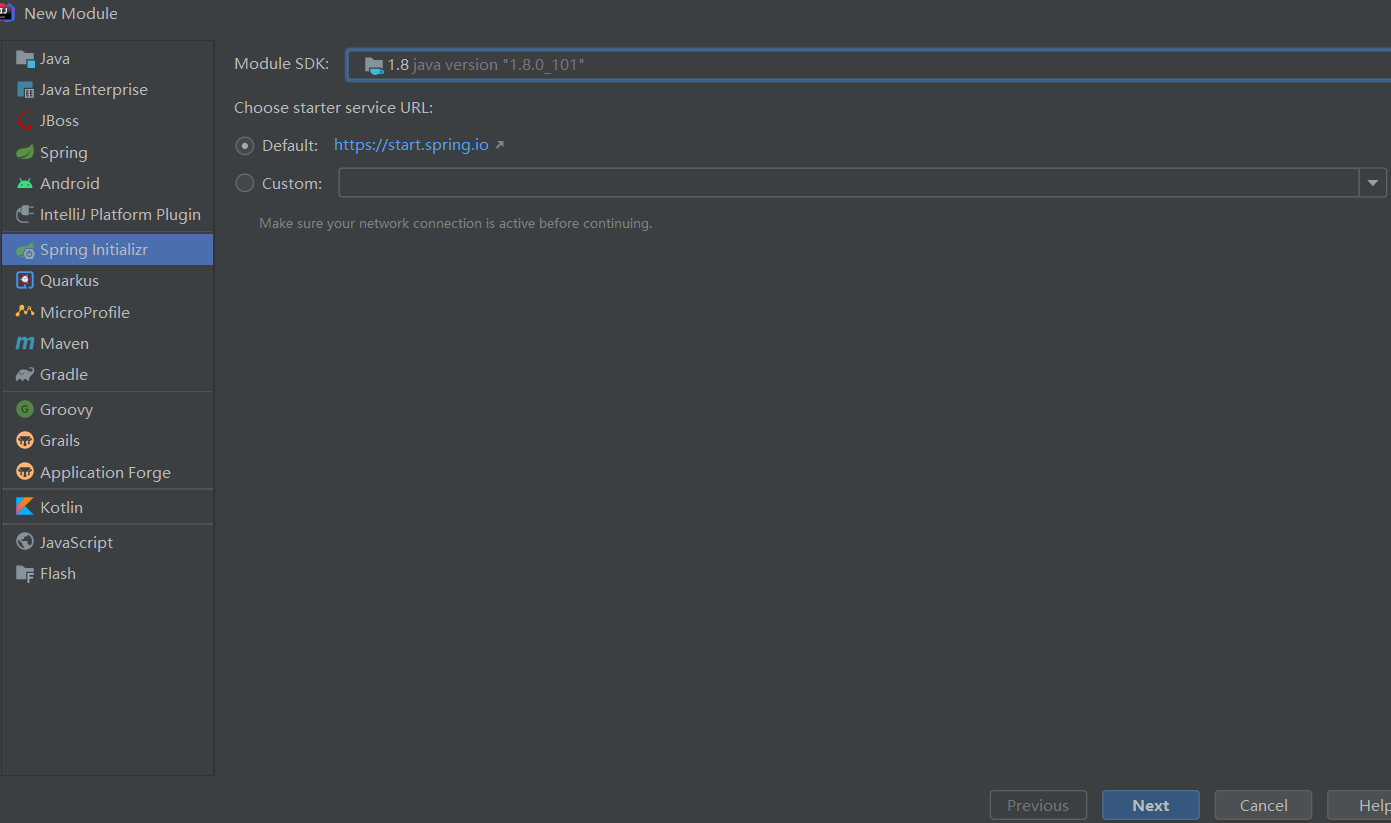 New Module
Java
Java Enterprise
JBoss
Spring
Android
IntelliJ Platform Plugin
Spring Initializr
Quarkus
MicroProfile
Maven
Gradle
Groovy
Grails
Application Forge
Kotlin
JavaScript
Flash
Module SDK: 1.8 java version "1.8.0_101"
Choose starter service URL:
Default: https://start.spring.io
Custom:
Make sure your network connection is active before continuing.
Previous Next Cancel Help